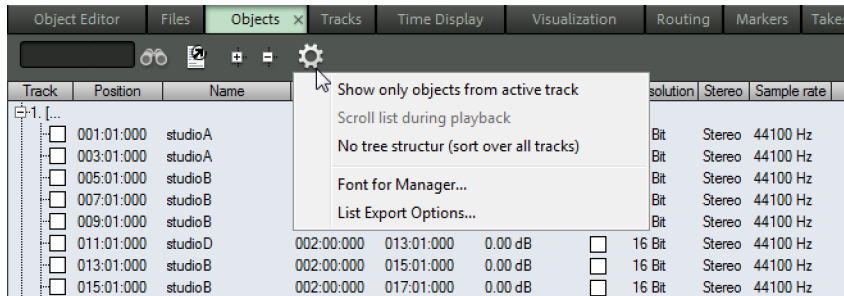 Object Editor Files Objects × Tracks Time Display Visualization Routing Markers Takes
Track Position Name solution Stereo Sample rate
Show only objects from active track
Scroll list during playback
No tree structur (sort over all tracks)
Font for Manager...
List Export Options...
1. [...
001:01:000 studioA Bit Stereo 44100 Hz
003:01:000 studioA Bit Stereo 44100 Hz
005:01:000 studioB Bit Stereo 44100 Hz
007:01:000 studioB Bit Stereo 44100 Hz
009:01:000 studioB Bit Stereo 44100 Hz
011:01:000 studioD 002:00:000 013:01:000 0.00 dB 16 Bit Stereo 44100 Hz
013:01:000 studioB 002:00:000 015:01:000 0.00 dB 16 Bit Stereo 44100 Hz
015:01:000 studioB 002:00:000 017:01:000 0.00 dB 16 Bit Stereo 44100 Hz